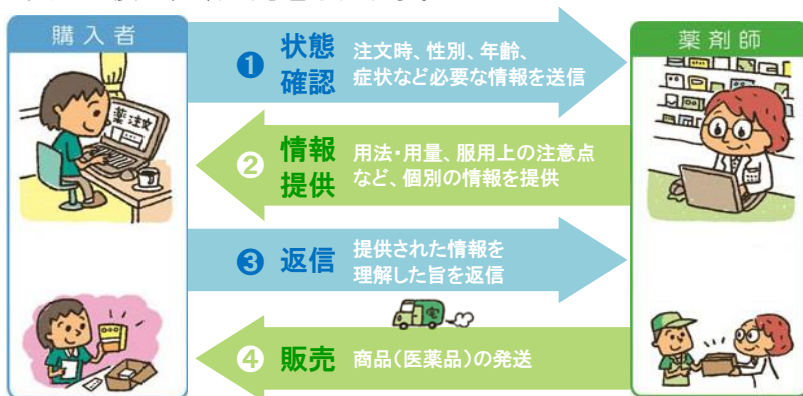 購入者
薬剤師
❶ 状態
確認
注文時、性別、年齢、
症状など必要な情報を送信
薬注文
❷ 情報
提供
用法・用量、服用上の注意点
など、個別の情報を提供
❸ 返信
提供された情報を
理解した旨を返信
宅
❹ 販売
商品(医薬品)の発送